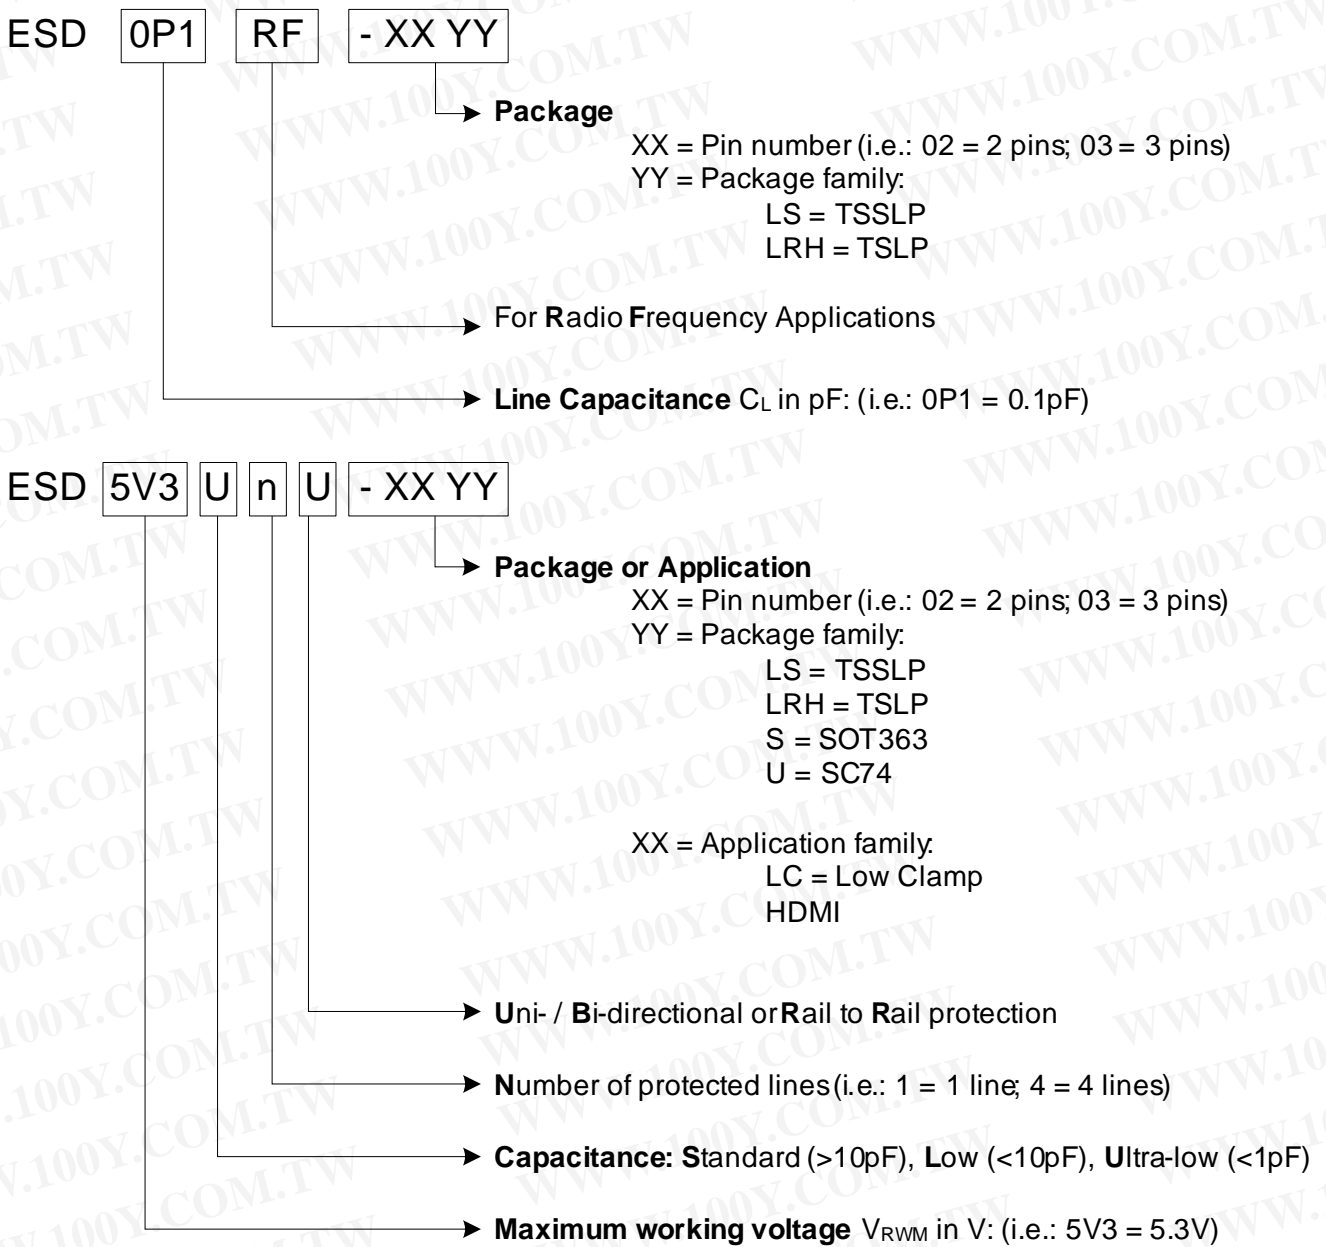 ESD 0P1 RF - XX YY
Package
XX = Pin number (i.e.: 02 = 2 pins; 03 = 3 pins)
YY = Package family:
LS = TSSLP
LRH = TSLP
For Radio Frequency Applications
Line Capacitance CL in pF: (i.e.: 0P1 = 0.1pF)
ESD 5V3 U n U - XX YY
Package or Application
XX = Pin number (i.e.: 02 = 2 pins; 03 = 3 pins)
YY = Package family:
LS = TSSLP
LRH = TSLP
S = SOT363
U = SC74
XX = Application family:
LC = Low Clamp
HDMI
Uni- / Bi-directional or Rail to Rail protection
Number of protected lines (i.e.: 1 = 1 line; 4 = 4 lines)
Capacitance: Standard (>10pF), Low (<10pF), Ultra-low (<1pF)
Maximum working voltage VRWM in V: (i.e.: 5V3 = 5.3V)
WWW.100Y.COM.TW